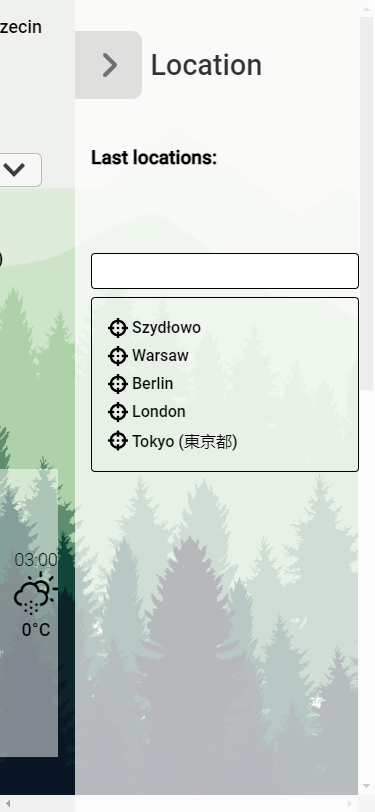 zecin
Location
Last locations:
)
Szydłowo
Warsaw
Berlin
London
Tokyo (東京都)
03:00
0°C